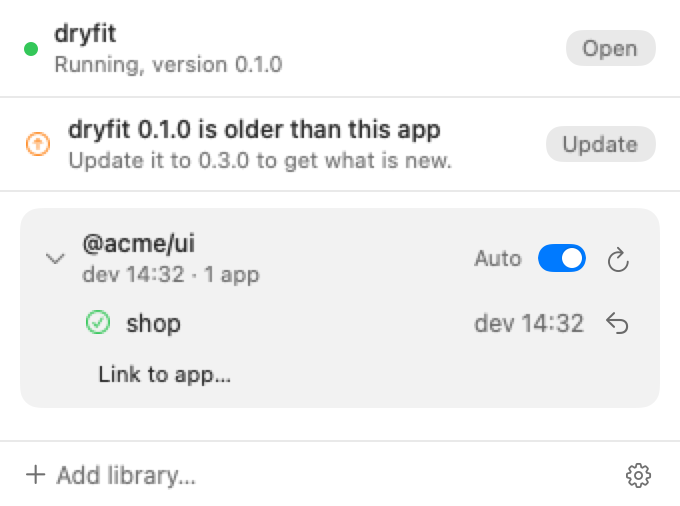 dryfit
Running, version 0.1.0
Open
dryfit 0.1.0 is older than this app
Update it to 0.3.0 to get what is new.
Update
@acme/ui
dev 14:32 · 1 app
Auto
shop
dev 14:32
Link to app...
Add library...